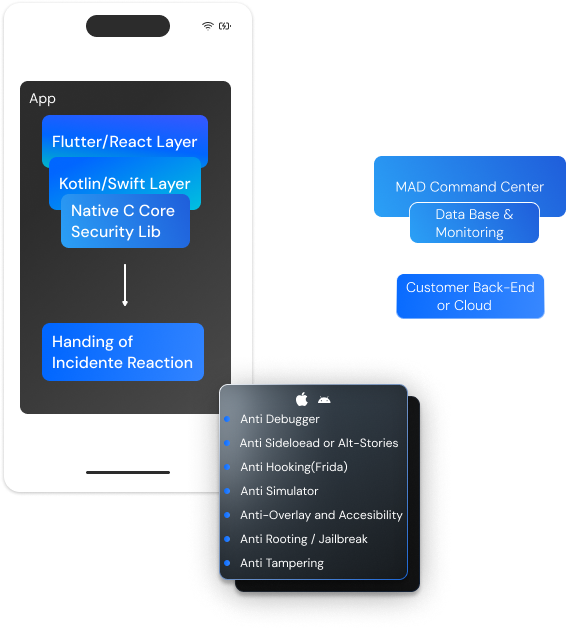 App
Flutter/React Layer
Kotlin/Swift Layer
Native C Core
Security Lib
Handing of
Incidente Reaction
MAD Command Center
Data Base &
Monitoring
Customer Back-End
or Cloud
Anti Debugger
Anti Sideloead or Alt-Stories
Anti Hooking(Frida)
Anti Simulator
Anti-Overlay and Accesibility
Anti Rooting / Jailbreak
Anti Tampering